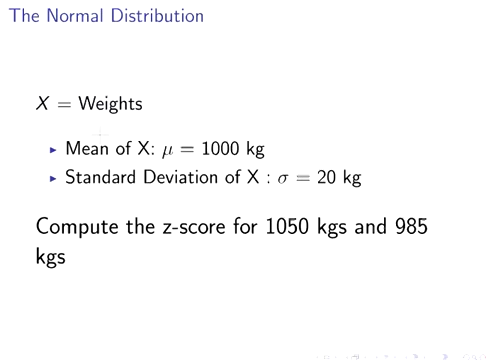 The Normal Distribution
X = Weights
▸ Mean of X: μ = 1000 kg
▸ Standard Deviation of X : σ = 20 kg
Compute the z-score for 1050 kgs and 985
kgs